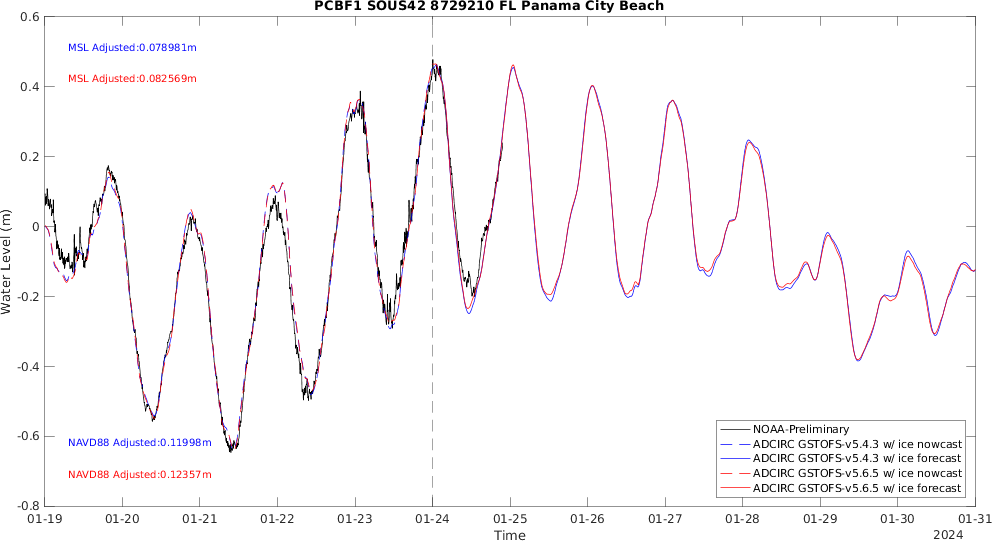 PCBF1 SOUS42 8729210 FL Panama City Beach
0.6
0.4
0.2
0
-0.2
-0.4
-0.6
-0.8
Water Level (m)
MSL Adjusted:0.078981m
MSL Adjusted:0.082569m
NAVD88 Adjusted:0.11998m
NAVD88 Adjusted:0.12357m
NOAA-Preliminary
ADCIRC GSTOFS-v5.4.3 w/ ice nowcast
ADCIRC GSTOFS-v5.4.3 w/ ice forecast
ADCIRC GSTOFS-v5.6.5 w/ ice nowcast
ADCIRC GSTOFS-v5.6.5 w/ ice forecast
01-19 01-20 01-21 01-22 01-23 01-24 01-25 01-26 01-27 01-28 01-29 01-30 01-31
Time
2024